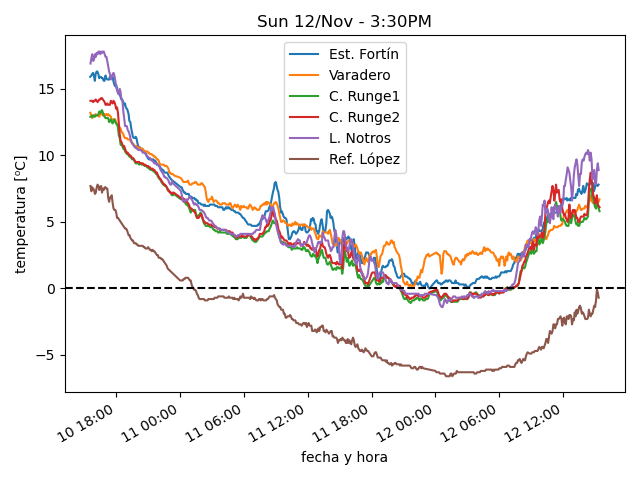 Sun 12/Nov - 3:30PM
Est. Fortín
Varadero
C. Runge1
C. Runge2
L. Notros
Ref. López
temperatura [°C]
15
10
5
0
−5
10 18:00
11 00:00
11 06:00
11 12:00
11 18:00
12 00:00
12 06:00
12 12:00
fecha y hora